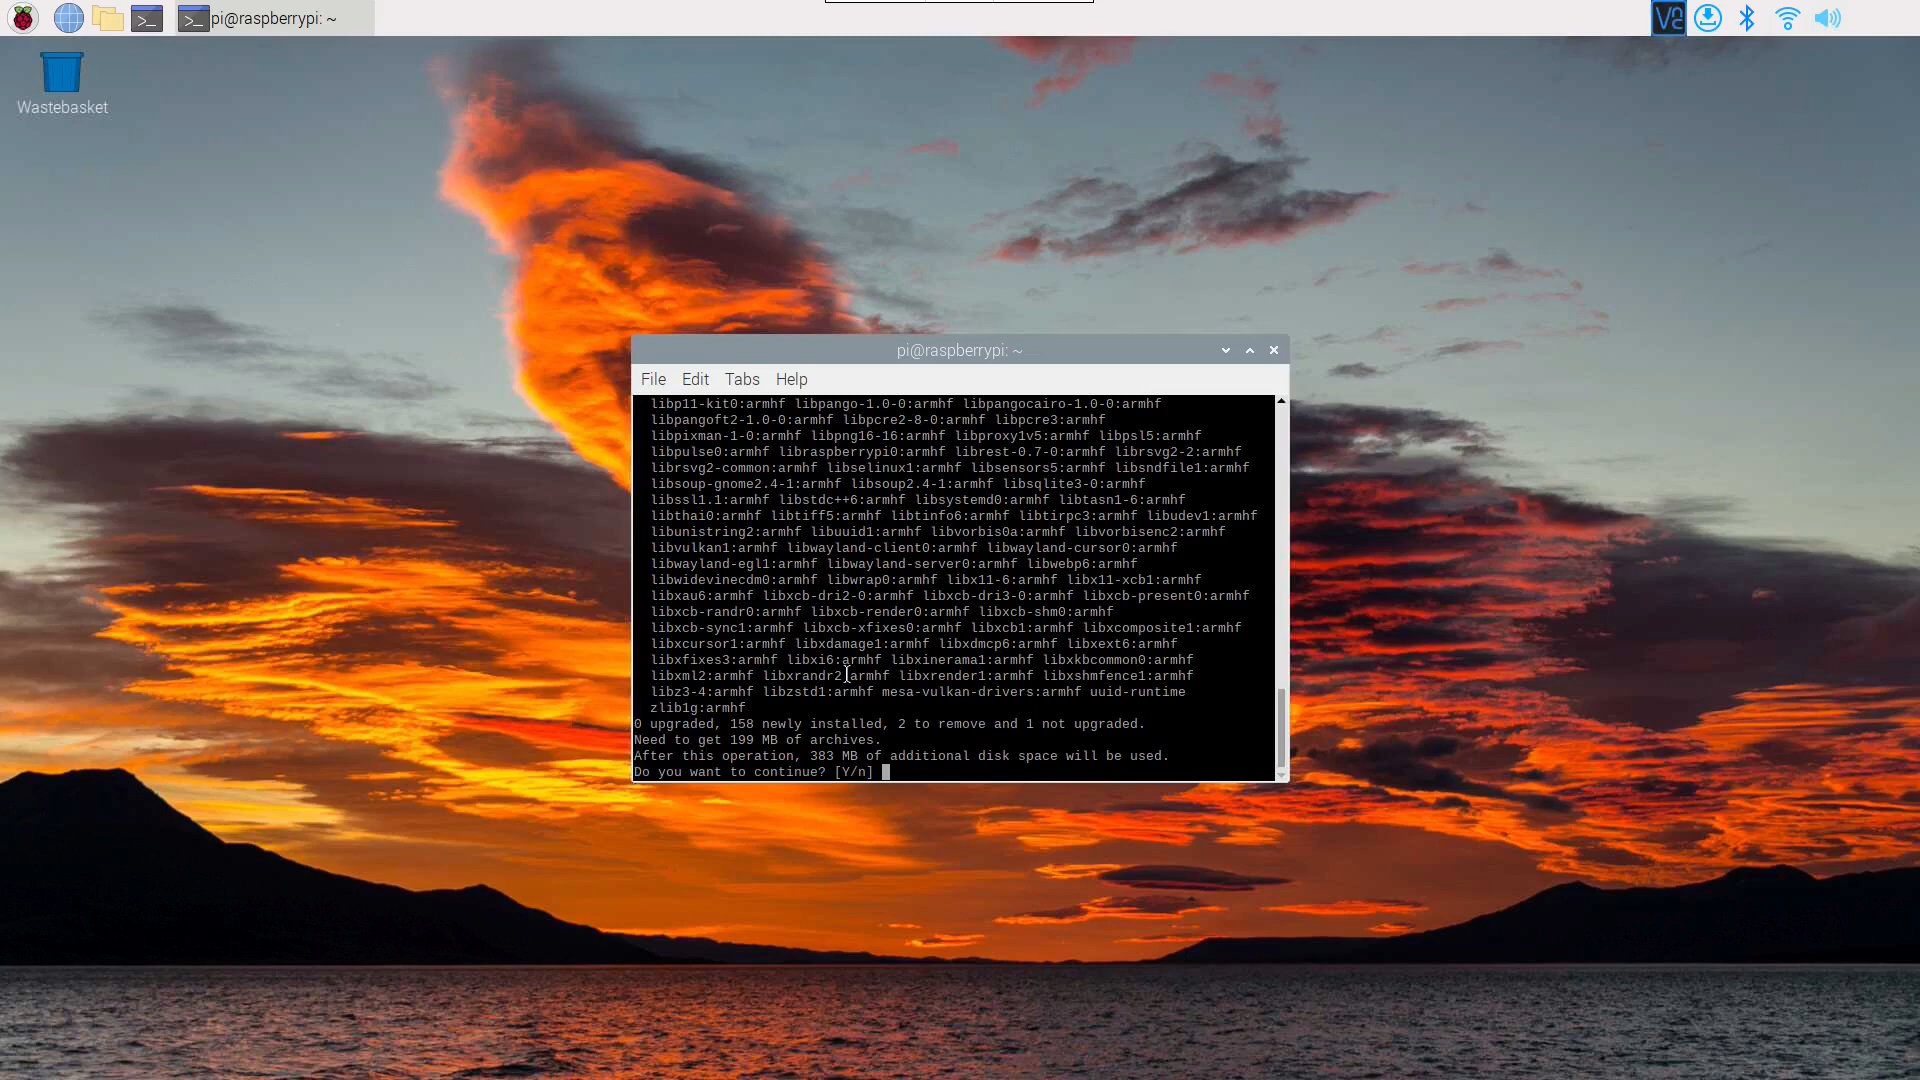 pi@raspberrypi: ~
Wastebasket
pi@raspberrypi: ~
File Edit Tabs Help
libp11-kit0:armhf libpango-1.0-0:armhf libpangocairo-1.0-0:armhf
libpangoft2-1.0-0:armhf libpcre2-8-0:armhf libpcre3:armhf
libpixman-1-0:armhf libpng16-16:armhf libproxy1v5:armhf libpsl5:armhf
libpulse0:armhf libraspberrypi0:armhf librest-0.7-0:armhf librsvg2-2:armhf
librsvg2-common:armhf libselinux1:armhf libsensors5:armhf libsndfile1:armhf
libsoup-gnome2.4-1:armhf libsoup2.4-1:armhf libsqlite3-0:armhf
libssl1.1:armhf libstdc++6:armhf libsystemd0:armhf libtasn1-6:armhf
libthai0:armhf libtiff5:armhf libtinfo6:armhf libtirpc3:armhf libudev1:armhf
libunistring2:armhf libuuid1:armhf libvorbis0a:armhf libvorbisenc2:armhf
libvulkan1:armhf libwayland-client0:armhf libwayland-cursor0:armhf
libwayland-egl1:armhf libwayland-server0:armhf libwebp6:armhf
libwidevinecdm0:armhf libwrap0:armhf libx11-6:armhf libx11-xcb1:armhf
libxau6:armhf libxcb-dri2-0:armhf libxcb-dri3-0:armhf libxcb-present0:armhf
libxcb-randr0:armhf libxcb-render0:armhf libxcb-shm0:armhf
libxcb-sync1:armhf libxcb-xfixes0:armhf libxcb1:armhf libxcomposite1:armhf
libxcursor1:armhf libxdamage1:armhf libxdmcp6:armhf libxext6:armhf
libxfixes3:armhf libxi6:armhf libxinerama1:armhf libxkbcommon0:armhf
libxml2:armhf libxrandr2:armhf libxrender1:armhf libxshmfence1:armhf
libz3-4:armhf libzstd1:armhf mesa-vulkan-drivers:armhf uuid-runtime
zlib1g:armhf
0 upgraded, 158 newly installed, 2 to remove and 1 not upgraded.
Need to get 199 MB of archives.
After this operation, 383 MB of additional disk space will be used.
Do you want to continue? [Y/n]